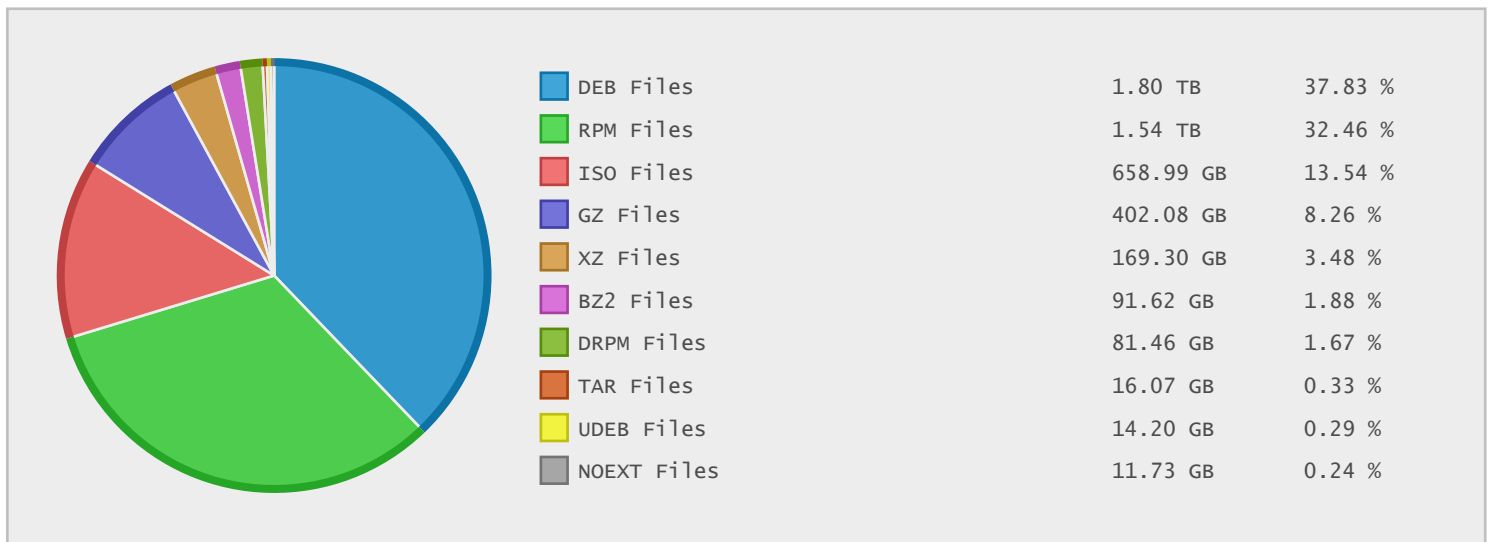 DEB Files 1.80 TB 37.83 %
RPM Files 1.54 TB 32.46 %
ISO Files 658.99 GB 13.54 %
GZ Files 402.08 GB 8.26 %
XZ Files 169.30 GB 3.48 %
BZ2 Files 91.62 GB 1.88 %
DRPM Files 81.46 GB 1.67 %
TAR Files 16.07 GB 0.33 %
UDEB Files 14.20 GB 0.29 %
NOEXT Files 11.73 GB 0.24 %